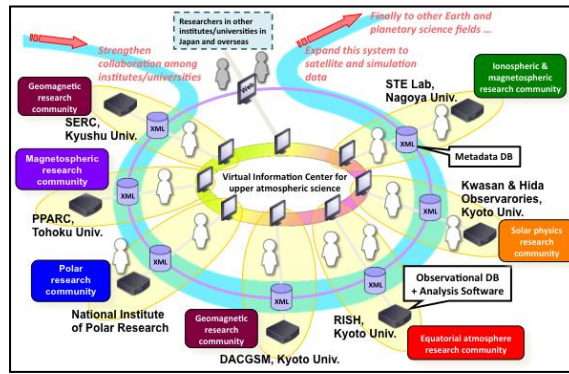 Researchers in other
institutes/universities in
Japan and overseas
Finally to other Earth and
planetary science fields ...
Strengthen
collaboration among
institutes/universities
Expand this system to
satellite and simulation
data
Geomagnetic
research
community
SERC,
Kyushu Univ.
XML
Web
STE Lab,
Nagoya Univ.
Ionospheric &
magnetospheric
research community
XML
Metadata DB
Magnetospheric
research
community
XML
PPARC,
Tohoku Univ.
Virtual Information Center for
upper atmospheric science
Kwasan & Hida
Observarories,
Kyoto Univ.
XML
Solar physics
research
community
Polar
research
community
XML
National Institute
of Polar Research
Geomagnetic
research
community
XML
DACGSM, Kyoto Univ.
XML
Observational DB
+ Analysis Software
RISH,
Kyoto Univ.
Equatorial atmosphere
research community